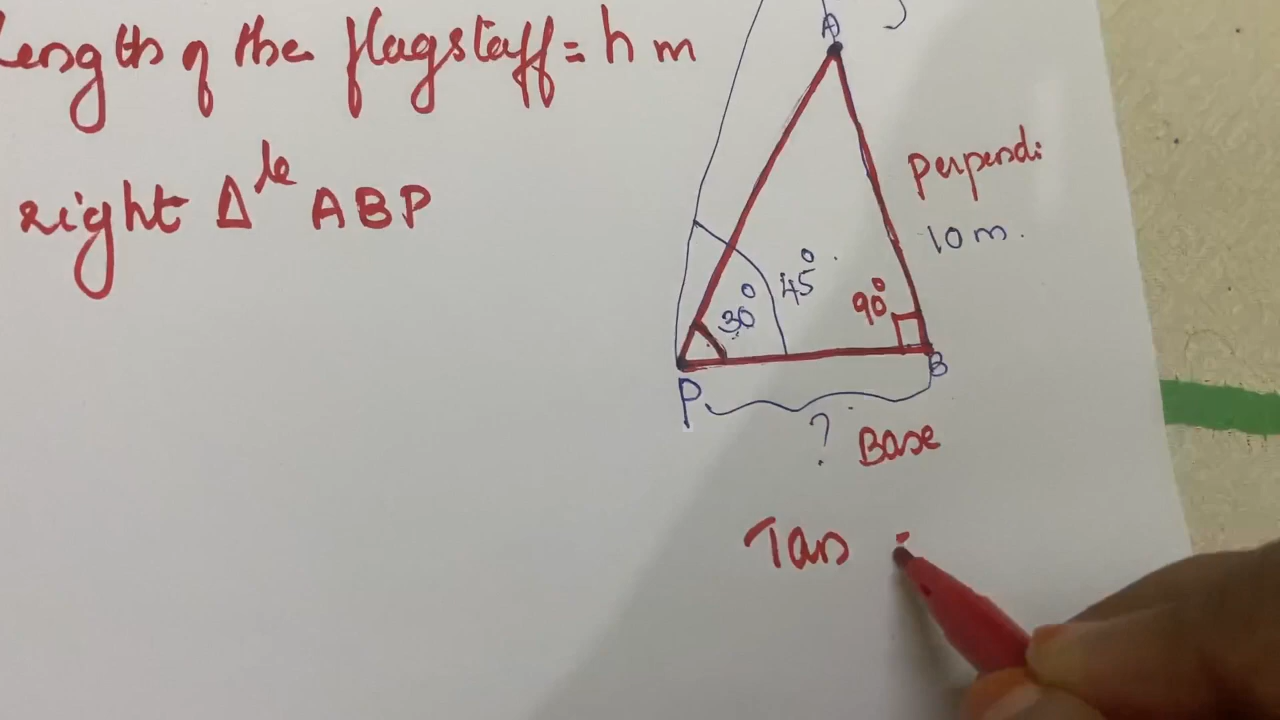 length of the flagstaff = h m
right Δle ABP
A
Perpendi
10 m.
90°
45°
30°
P
B
? Base
Tan